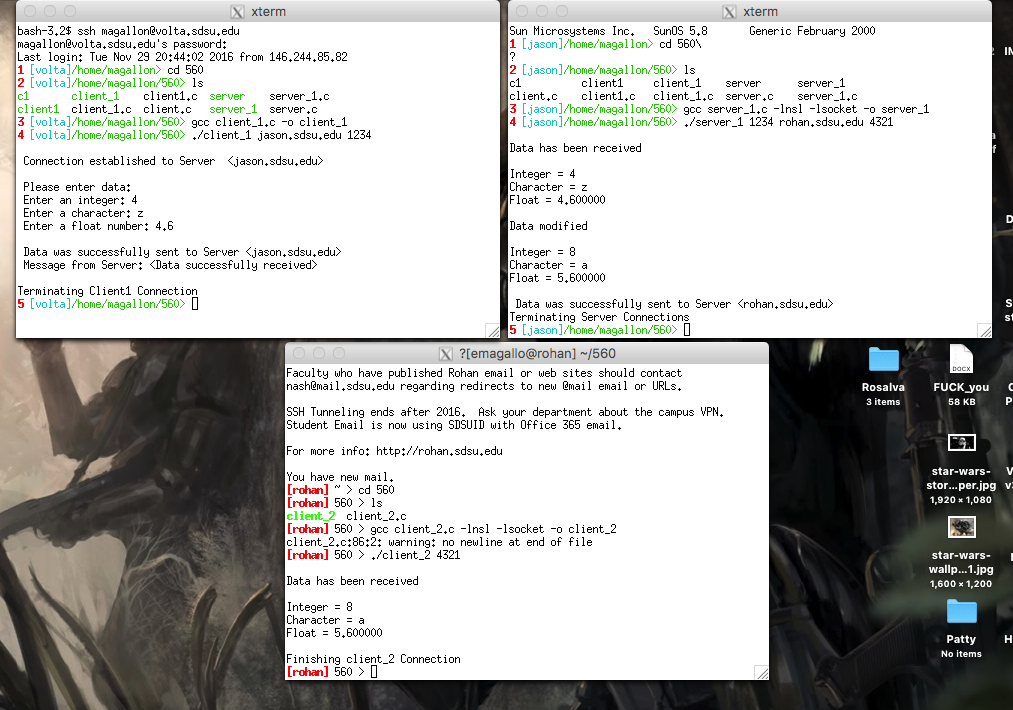 xterm
bash-3.2$ ssh magallon@volta.sdsu.edu
magallon@volta.sdsu.edu's password:
Last login: Tue Nov 29 20:44:02 2016 from 146.244.85.82
1 [volta]/home/magallon> cd 560
2 [volta]/home/magallon/560> ls
c1 client_1 client1.c server server_1.c
client1 client_1.c client.c server_1 server.c
3 [volta]/home/magallon/560> gcc client_1.c -o client_1
4 [volta]/home/magallon/560> ./client_1 jason.sdsu.edu 1234
Connection established to Server <jason.sdsu.edu>
Please enter data:
Enter an integer: 4
Enter a character: z
Enter a float number: 4.6
Data was successfully sent to Server <jason.sdsu.edu>
Message from Server: <Data successfully received>
Terminating Client1 Connection
5 [volta]/home/magallon/560>
xterm
Sun Microsystems Inc. SunOS 5.8 Generic February 2000
1 [jason]/home/magallon> cd 560\
?
2 [jason]/home/magallon/560> ls
c1 client1 client_1 server server_1
client.c client1.c client_1.c server.c server_1.c
3 [jason]/home/magallon/560> gcc server_1.c -lnsl -lsocket -o server_1
4 [jason]/home/magallon/560> ./server_1 1234 rohan.sdsu.edu 4321
Data has been received
Integer = 4
Character = z
Float = 4.600000
Data modified
Integer = 8
Character = a
Float = 5.600000
Data was successfully sent to Server <rohan.sdsu.edu>
Terminating Server Connections
5 [jason]/home/magallon/560>
?[emagallo@rohan] ~/560
Faculty who have published Rohan email or web sites should contact
nash@mail.sdsu.edu regarding redirects to new @mail email or URLs.
SSH Tunneling ends after 2016. Ask your department about the campus VPN.
Student Email is now using SDSUID with Office 365 email.
For more info: http://rohan.sdsu.edu
You have new mail.
[rohan] ~ > cd 560
[rohan] 560 > ls
client_2 client_2.c
[rohan] 560 > gcc client_2.c -lnsl -lsocket -o client_2
client_2.c:86:2: warning: no newline at end of file
[rohan] 560 > ./client_2 4321
Data has been received
Integer = 8
Character = a
Float = 5.600000
Finishing client_2 Connection
[rohan] 560 >
Rosalva
3 items
DOCX
FUCK_you
58 KB
star-wars-
stor...per.jpg
1,920 × 1,080
star-wars-
wallp...1.jpg
1,600 × 1,200
Patty
No items